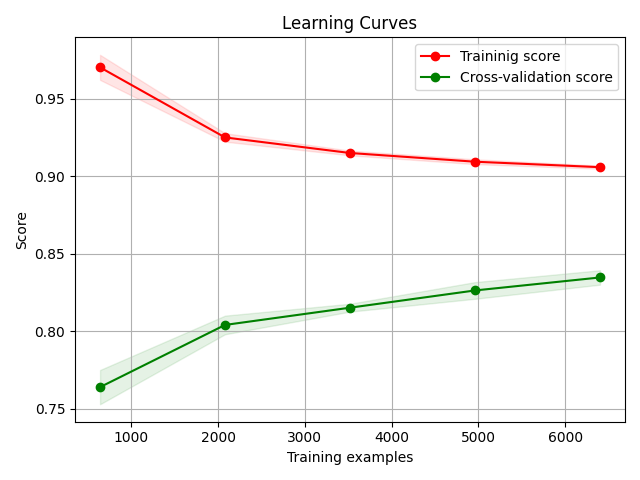 Learning Curves
Traininig score
Cross-validation score
Score
0.95
0.90
0.85
0.80
0.75
1000 2000 3000 4000 5000 6000
Training examples